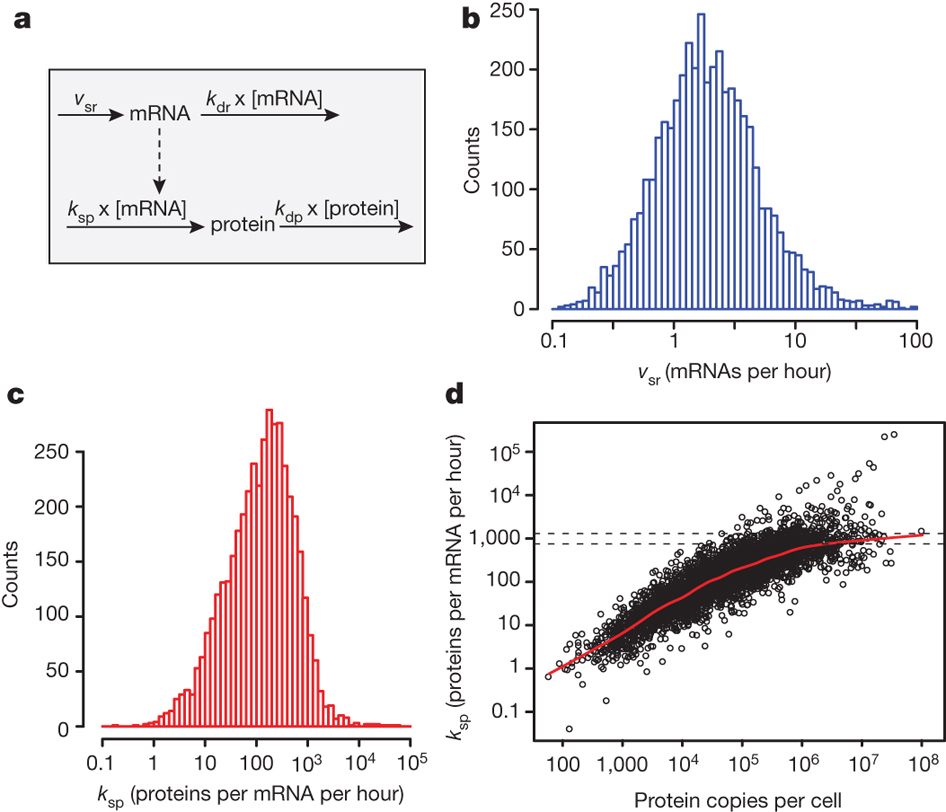 a
v_sr mRNA k_dr x [mRNA]
k_sp x [mRNA] protein k_dp x [protein]
b
250
200
150
100
50
0
Counts
0.1 1 10 100
v_sr (mRNAs per hour)
c
250
200
150
100
50
0
Counts
0.1 1 10 100 10³ 10⁴ 10⁵
k_sp (proteins per mRNA per hour)
d
10⁵
10⁴
1,000
100
10
1
0.1
k_sp (proteins per mRNA per hour)
100 1,000 10⁴ 10⁵ 10⁶ 10⁷ 10⁸
Protein copies per cell